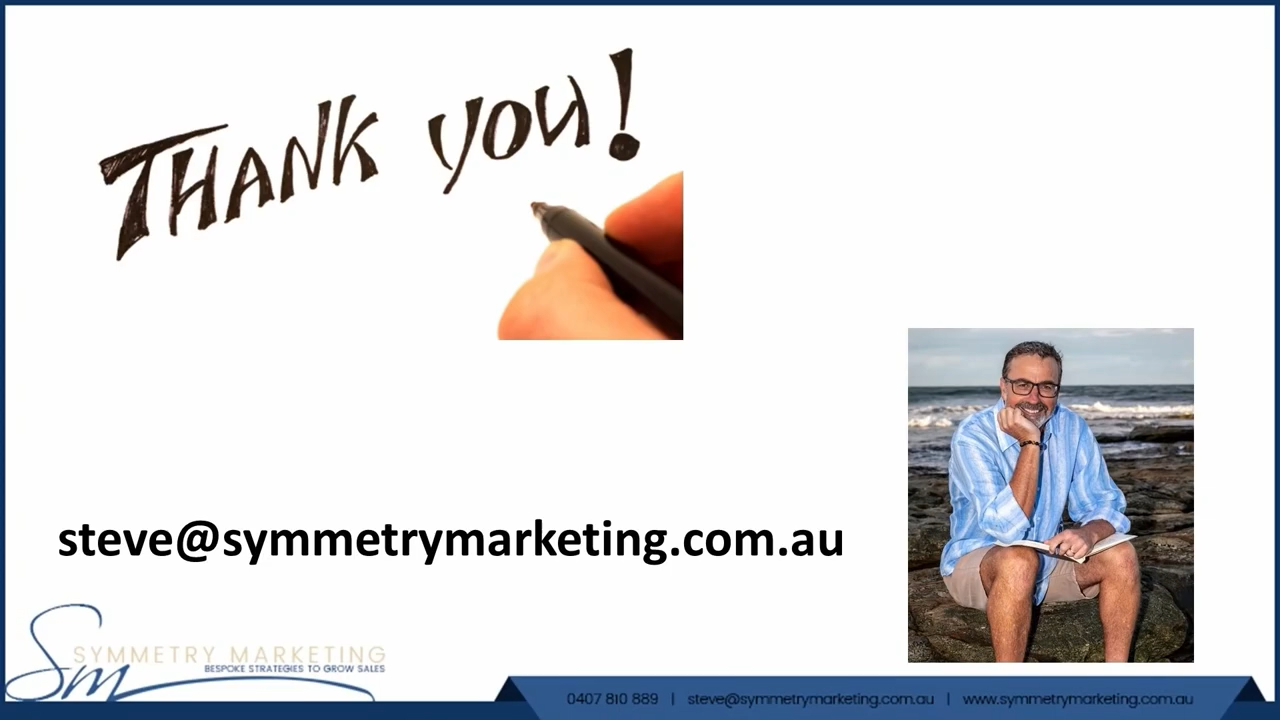 THANK YOU!
steve@symmetrymarketing.com.au
Sm
SYMMETRY MARKETING
BESPOKE STRATEGIES TO GROW SALES
0407 810 889 | steve@symmetrymarketing.com.au | www.symmetrymarketing.com.au